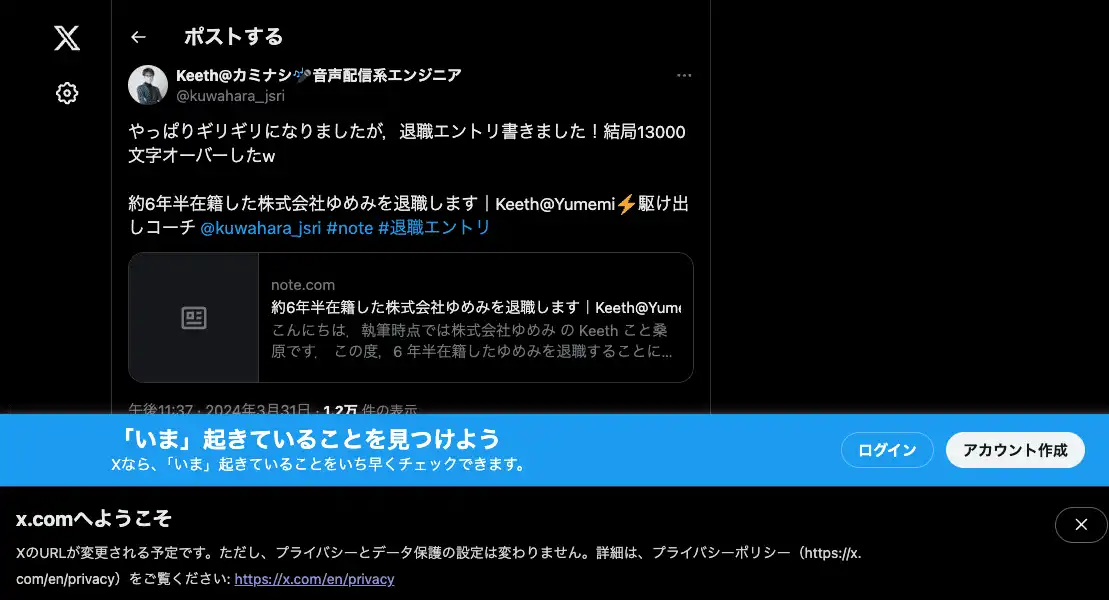 ポストする
Keeth@カミナシ🎤音声配信系エンジニア
@kuwahara_jsri
やっぱりギリギリになりましたが，退職エントリ書きました！結局13000
文字オーバーしたw
約6年半在籍した株式会社ゆめみを退職します｜Keeth@Yumemi⚡駆け出
しコーチ @kuwahara_jsri #note #退職エントリ
note.com
約6年半在籍した株式会社ゆめみを退職します｜Keeth@Yume
こんにちは，執筆時点では株式会社ゆめみ の Keeth こと桑
原です． この度，6 年半在籍したゆめみを退職することに...
午後11:37 · 2024年3月31日 · 1.2万 件の表示
「いま」起きていることを見つけよう
Xなら、「いま」起きていることをいち早くチェックできます。
ログイン
アカウント作成
x.comへようこそ
XのURLが変更される予定です。ただし、プライバシーとデータ保護の設定は変わりません。詳細は、プライバシーポリシー（https://x.
com/en/privacy）をご覧ください: https://x.com/en/privacy